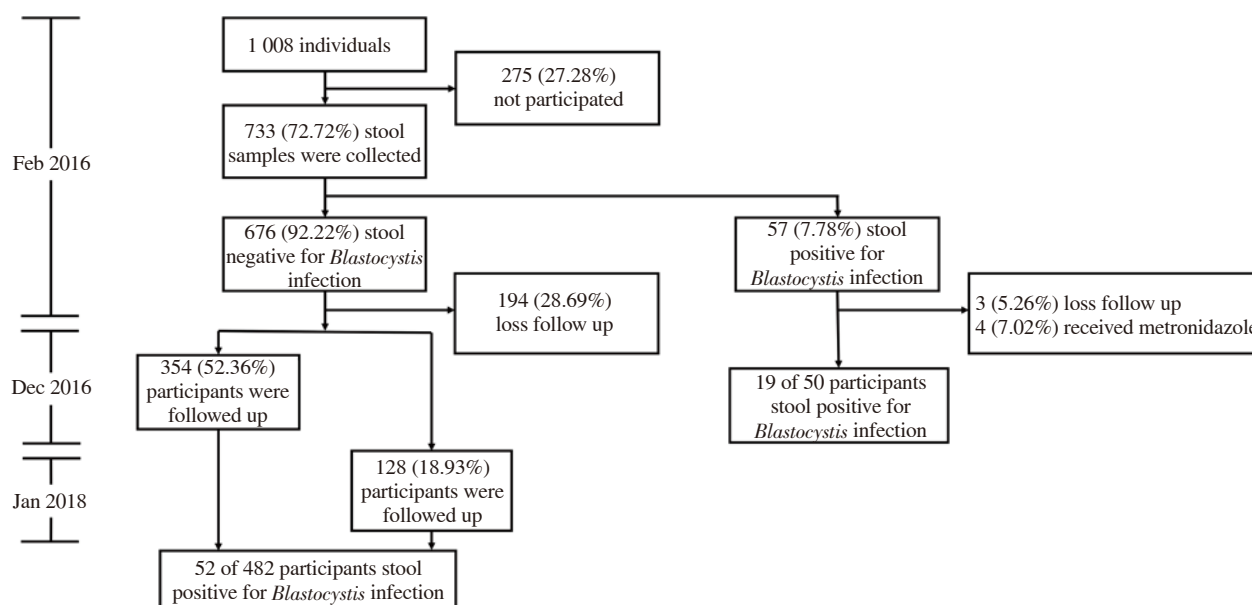 1 008 individuals
275 (27.28%)
not participated
733 (72.72%) stool
samples were collected
Feb 2016
676 (92.22%) stool
negative for Blastocystis
infection
57 (7.78%) stool
positive for
Blastocystis infection
194 (28.69%)
loss follow up
3 (5.26%) loss follow up
4 (7.02%) received metronidazole
354 (52.36%)
participants were
followed up
Dec 2016
19 of 50 participants
stool positive for
Blastocystis infection
128 (18.93%)
participants were
followed up
Jan 2018
52 of 482 participants stool
positive for Blastocystis infection